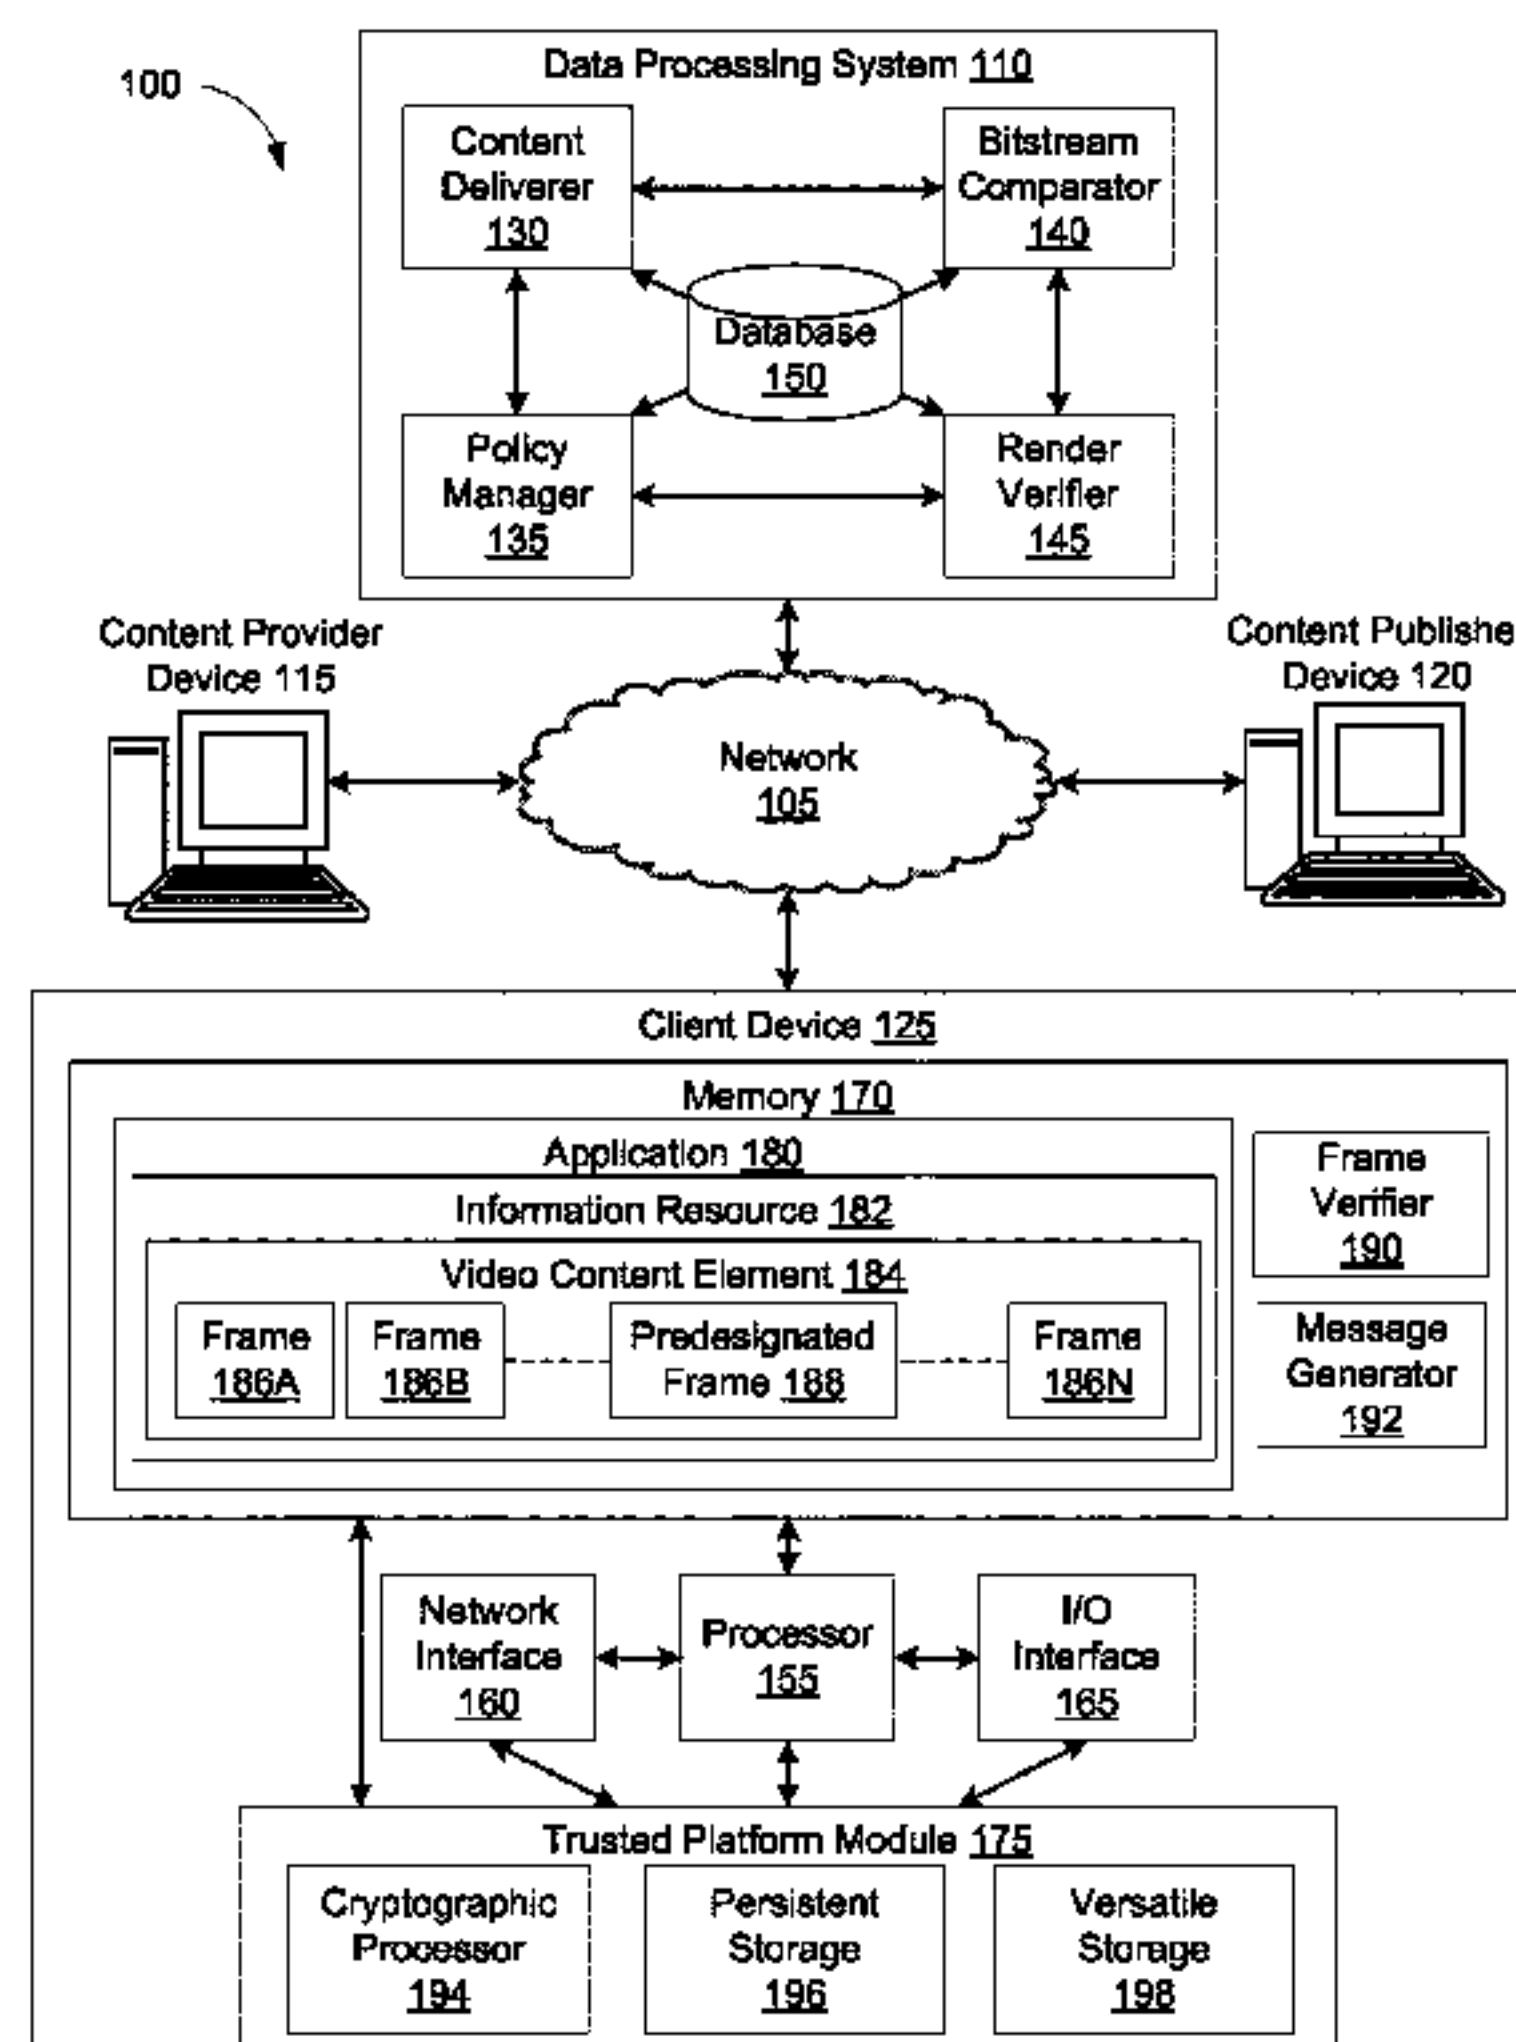 100
Data Processing System 110
Content
Deliverer
130
Bitstream
Comparator
140
Database
150
Policy
Manager
135
Render
Verifier
145
Content Provider
Device 115
Content Publishe
Device 120
Network
105
Client Device 125
Memory 170
Application 180
Information Resource 182
Video Content Element 184
Frame
186A
Frame
186B
Predesignated
Frame 188
Frame
186N
Frame
Verifier
190
Message
Generator
192
Network
Interface
160
Processor
155
I/O
Interface
165
Trusted Platform Module 175
Cryptographic
Processor
194
Persistent
Storage
196
Versatile
Storage
198